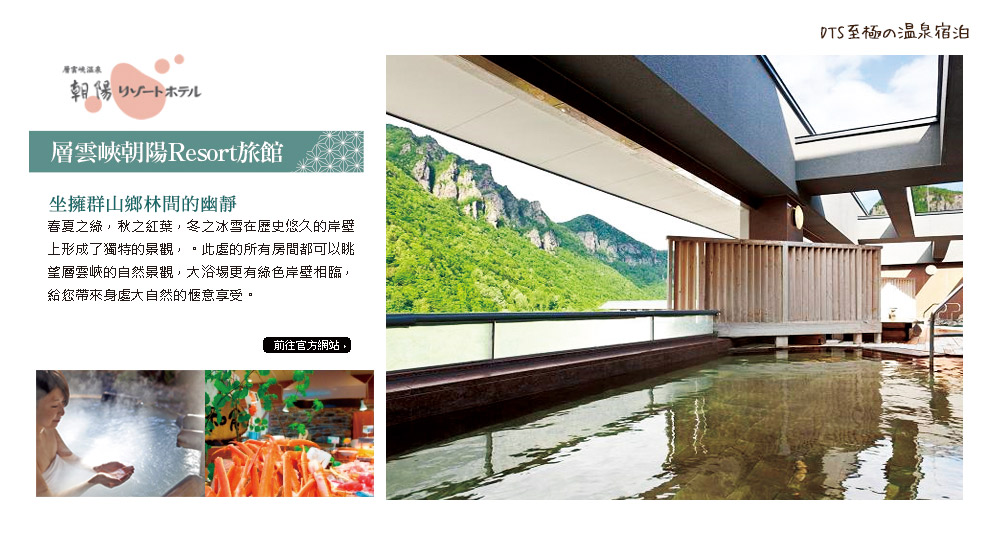 DTS至極の温泉宿泊
層雲峽温泉
朝陽リゾートホテル
層雲峽朝陽Resort旅館
坐擁群山鄉林間的幽靜
春夏之綠，秋之紅葉，冬之冰雪在歷史悠久的岸壁
上形成了獨特的景觀，。此處的所有房間都可以眺
望層雲峽的自然景觀，大浴場更有綠色岸壁相臨，
給您帶來身處大自然的愜意享受。
前往官方網站